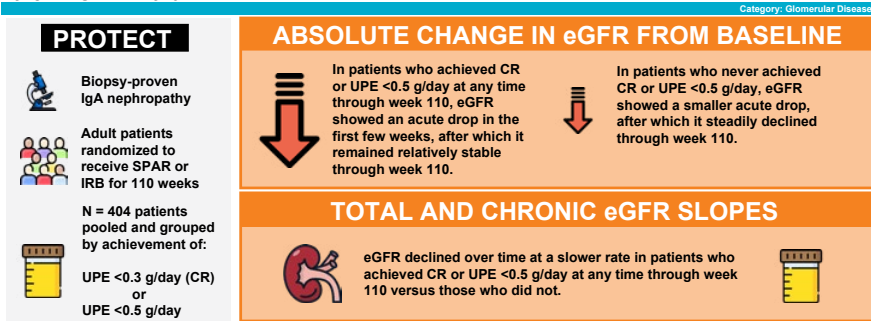 Category: Glomerular Disease
PROTECT
Biopsy-proven
IgA nephropathy
Adult patients
randomized to
receive SPAR or
IRB for 110 weeks
N = 404 patients
pooled and grouped
by achievement of:
UPE <0.3 g/day (CR)
or
UPE <0.5 g/day
ABSOLUTE CHANGE IN eGFR FROM BASELINE
In patients who achieved CR
or UPE <0.5 g/day at any time
through week 110, eGFR
showed an acute drop in the
first few weeks, after which it
remained relatively stable
through week 110.
In patients who never achieved
CR or UPE <0.5 g/day, eGFR
showed a smaller acute drop,
after which it steadily declined
through week 110.
TOTAL AND CHRONIC eGFR SLOPES
eGFR declined over time at a slower rate in patients who
achieved CR or UPE <0.5 g/day at any time through week
110 versus those who did not.